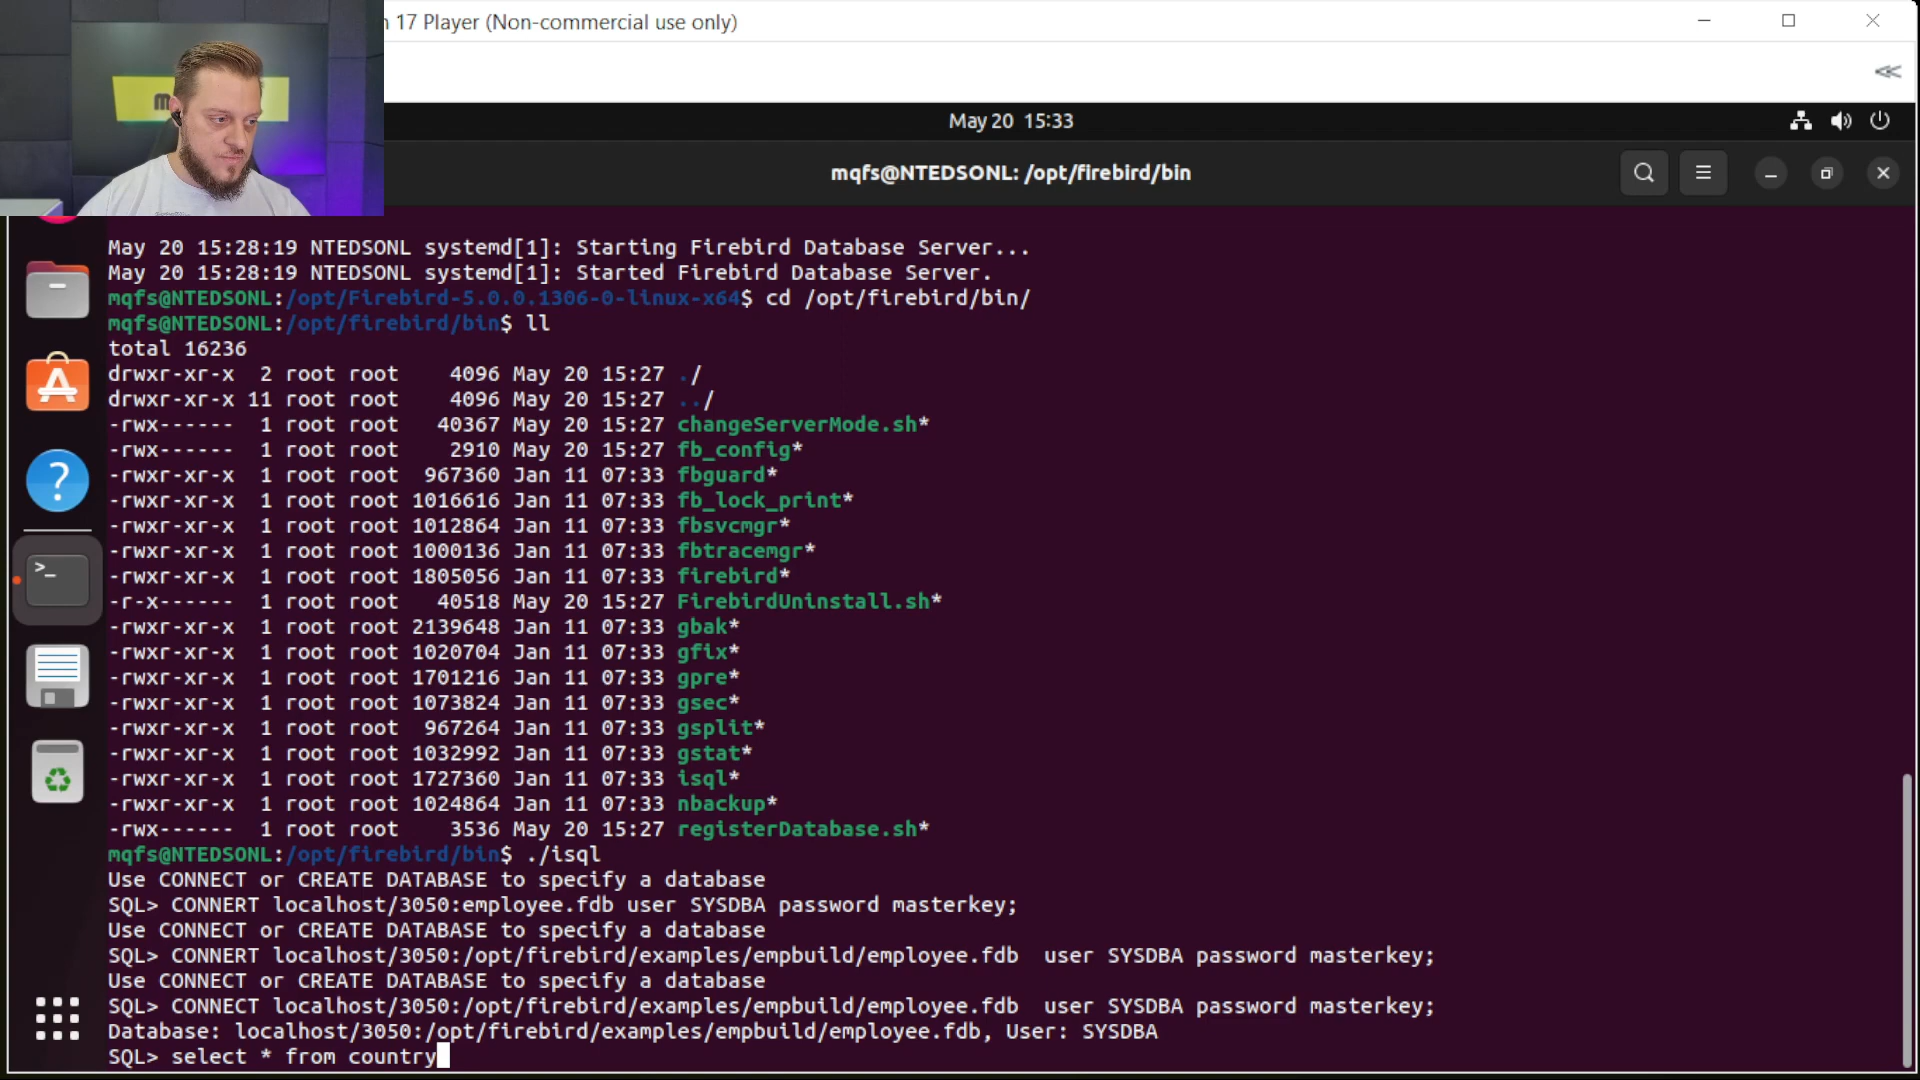 n 17 Player (Non-commercial use only)
May 20 15:33
mqfs@NTEDSONL: /opt/firebird/bin
May 20 15:28:19 NTEDSONL systemd[1]: Starting Firebird Database Server...
May 20 15:28:19 NTEDSONL systemd[1]: Started Firebird Database Server.
mqfs@NTEDSONL:/opt/Firebird-5.0.0.1306-0-linux-x64$ cd /opt/firebird/bin/
mqfs@NTEDSONL:/opt/firebird/bin$ ll
total 16236
drwxr-xr-x  2 root root    4096 May 20 15:27 ./
drwxr-xr-x 11 root root    4096 May 20 15:27 ../
-rwx------  1 root root   40367 May 20 15:27 changeServerMode.sh*
-rwx------  1 root root    2910 May 20 15:27 fb_config*
-rwxr-xr-x  1 root root  967360 Jan 11 07:33 fbguard*
-rwxr-xr-x  1 root root 1016616 Jan 11 07:33 fb_lock_print*
-rwxr-xr-x  1 root root 1012864 Jan 11 07:33 fbsvcmgr*
-rwxr-xr-x  1 root root 1000136 Jan 11 07:33 fbtracemgr*
-rwxr-xr-x  1 root root 1805056 Jan 11 07:33 firebird*
-r-x------  1 root root   40518 May 20 15:27 FirebirdUninstall.sh*
-rwxr-xr-x  1 root root 2139648 Jan 11 07:33 gbak*
-rwxr-xr-x  1 root root 1020704 Jan 11 07:33 gfix*
-rwxr-xr-x  1 root root 1701216 Jan 11 07:33 gpre*
-rwxr-xr-x  1 root root 1073824 Jan 11 07:33 gsec*
-rwxr-xr-x  1 root root  967264 Jan 11 07:33 gsplit*
-rwxr-xr-x  1 root root 1032992 Jan 11 07:33 gstat*
-rwxr-xr-x  1 root root 1727360 Jan 11 07:33 isql*
-rwxr-xr-x  1 root root 1024864 Jan 11 07:33 nbackup*
-rwx------  1 root root    3536 May 20 15:27 registerDatabase.sh*
mqfs@NTEDSONL:/opt/firebird/bin$ ./isql
Use CONNECT or CREATE DATABASE to specify a database
SQL> CONNERT localhost/3050:employee.fdb user SYSDBA password masterkey;
Use CONNECT or CREATE DATABASE to specify a database
SQL> CONNERT localhost/3050:/opt/firebird/examples/empbuild/employee.fdb  user SYSDBA password masterkey;
Use CONNECT or CREATE DATABASE to specify a database
SQL> CONNECT localhost/3050:/opt/firebird/examples/empbuild/employee.fdb  user SYSDBA password masterkey;
Database: localhost/3050:/opt/firebird/examples/empbuild/employee.fdb, User: SYSDBA
SQL> select * from country